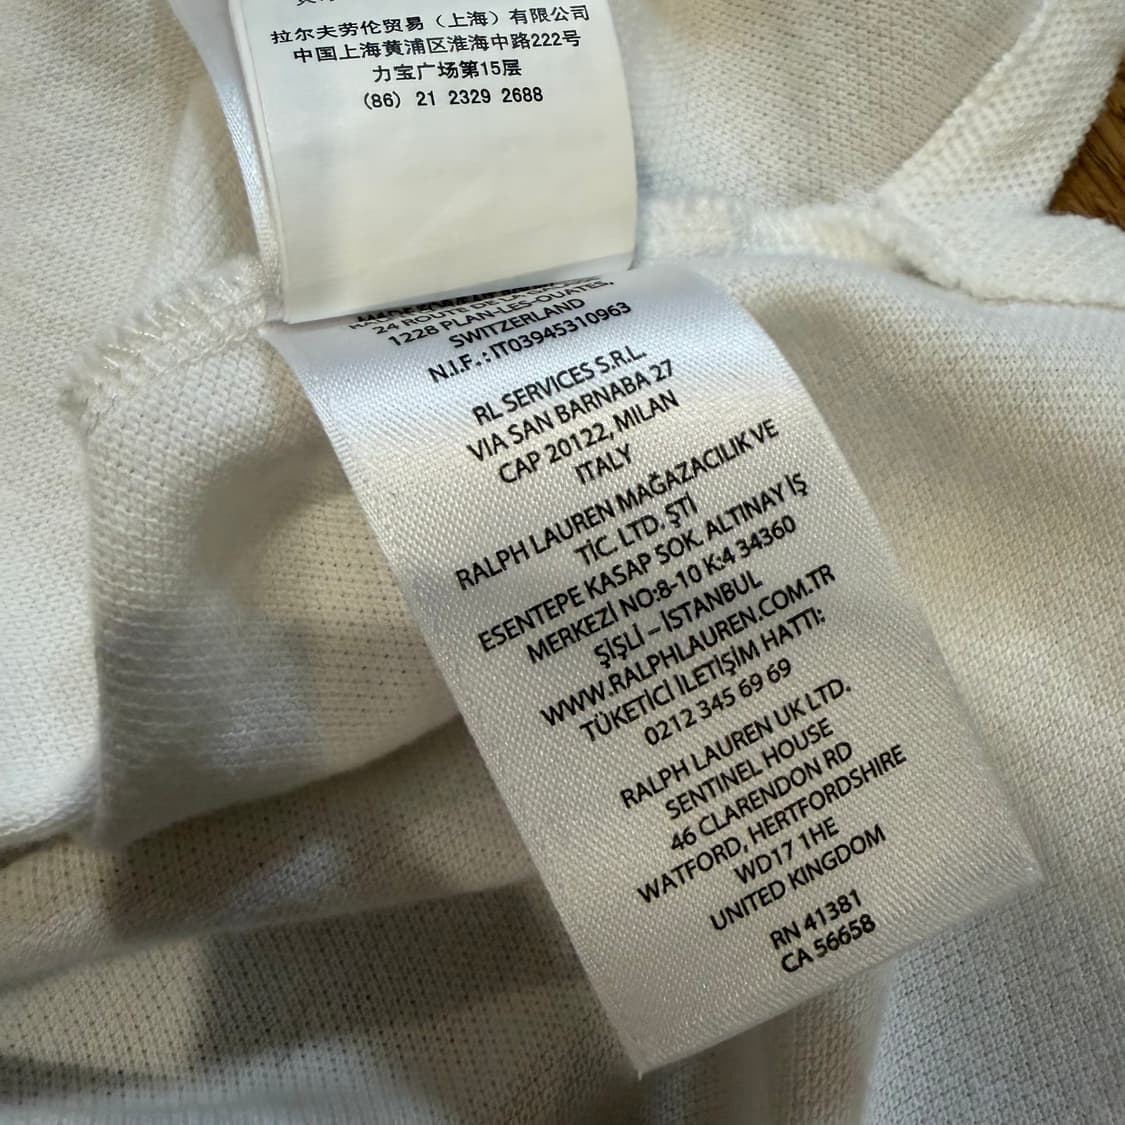 拉尔夫劳伦贸易（上海）有限公司
中国上海黄浦区淮海中路222号
力宝广场第15层
(86) 21 2329 2688
24 ROUTE DE LA
1228 PLAN-LES-OUATES,
SWITZERLAND
N.I.F.: IT03945310963
RL SERVICES S.R.L.
VIA SAN BARNABA 27
CAP 20122, MILAN
ITALY
RALPH LAUREN MAĞAZACILIK VE
TİC. LTD. ŞTİ
ESENTEPE KASAP SOK. ALTINAY İŞ
MERKEZİ NO:8-10 K:4 34360
ŞİŞLİ – İSTANBUL
WWW.RALPHLAUREN.COM.TR
TÜKETİCİ İLETİŞİM HATTI:
0212 345 69 69
RALPH LAUREN UK LTD.
SENTINEL HOUSE
46 CLARENDON RD
WATFORD, HERTFORDSHIRE
WD17 1HE
UNITED KINGDOM
RN 41381
CA 56658